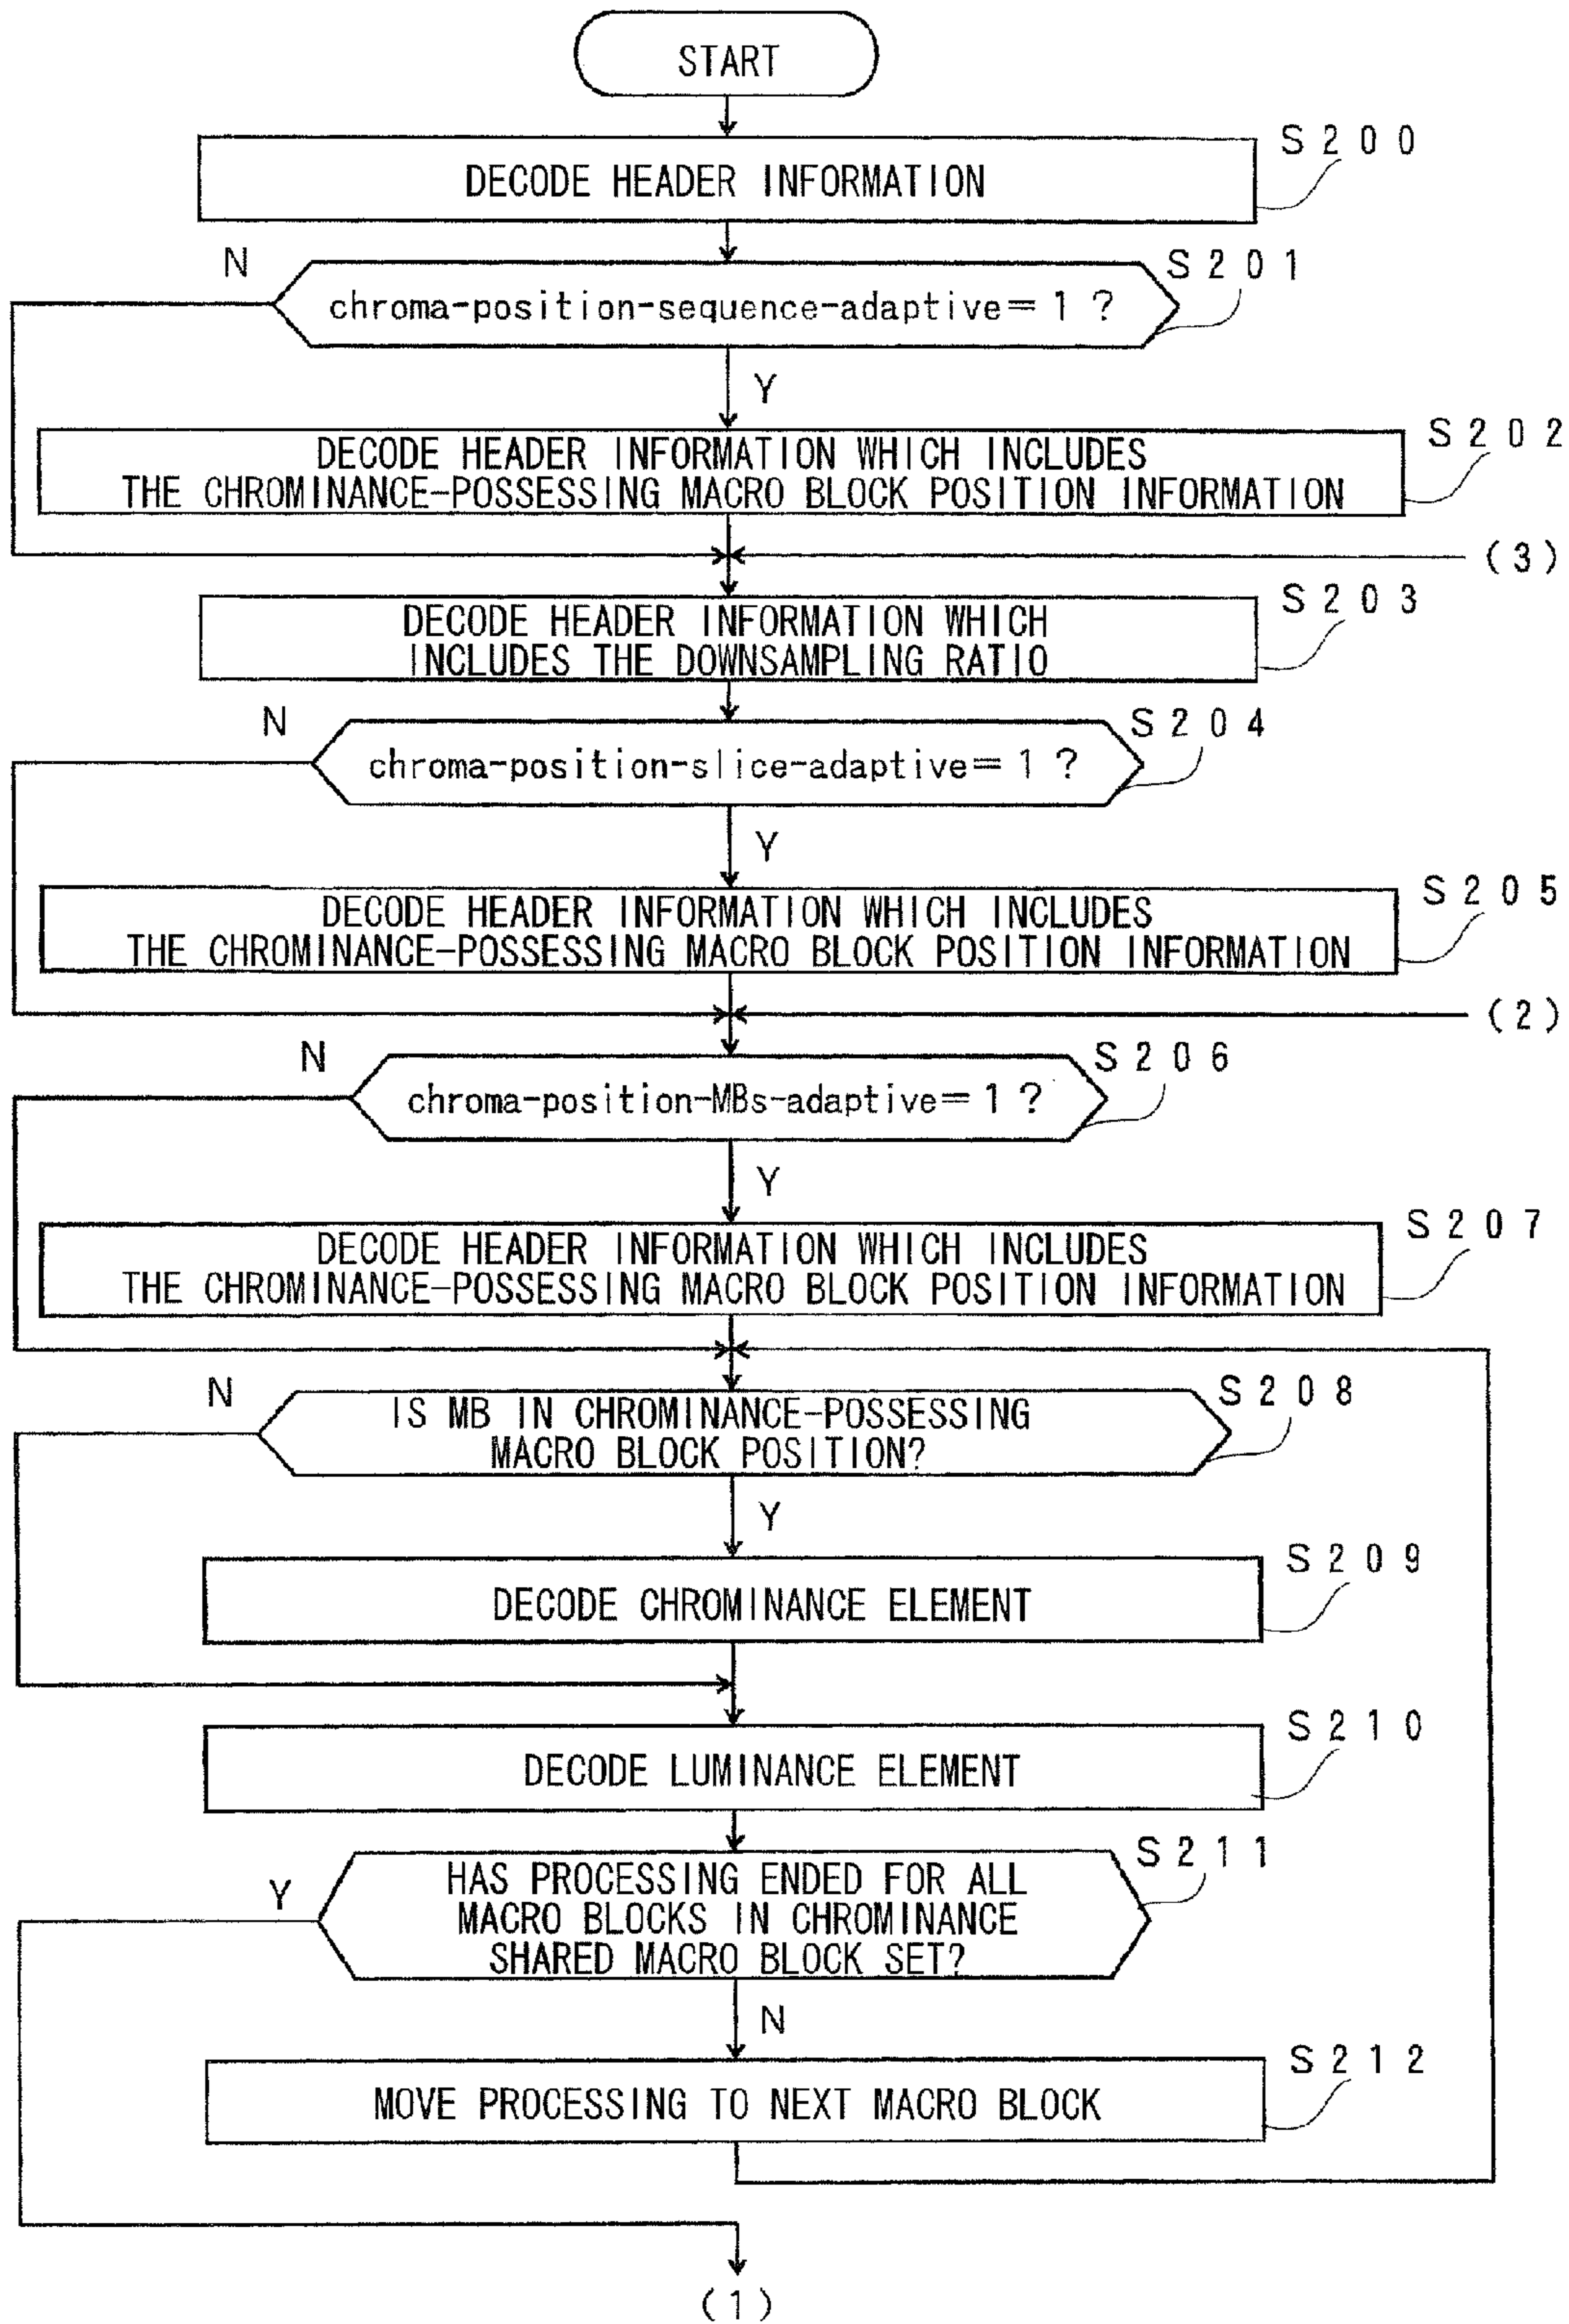 START
S200
DECODE HEADER INFORMATION
N
S201
chroma-position-sequence-adaptive=1?
Y
S202
DECODE HEADER INFORMATION WHICH INCLUDES
THE CHROMINANCE-POSSESSING MACRO BLOCK POSITION INFORMATION
(3)
S203
DECODE HEADER INFORMATION WHICH
INCLUDES THE DOWNSAMPLING RATIO
N
S204
chroma-position-slice-adaptive=1?
Y
S205
DECODE HEADER INFORMATION WHICH INCLUDES
THE CHROMINANCE-POSSESSING MACRO BLOCK POSITION INFORMATION
(2)
N
S206
chroma-position-MBs-adaptive=1?
Y
S207
DECODE HEADER INFORMATION WHICH INCLUDES
THE CHROMINANCE-POSSESSING MACRO BLOCK POSITION INFORMATION
N
S208
IS MB IN CHROMINANCE-POSSESSING
MACRO BLOCK POSITION?
Y
S209
DECODE CHROMINANCE ELEMENT
S210
DECODE LUMINANCE ELEMENT
Y
S211
HAS PROCESSING ENDED FOR ALL
MACRO BLOCKS IN CHROMINANCE
SHARED MACRO BLOCK SET?
N
S212
MOVE PROCESSING TO NEXT MACRO BLOCK
(1)